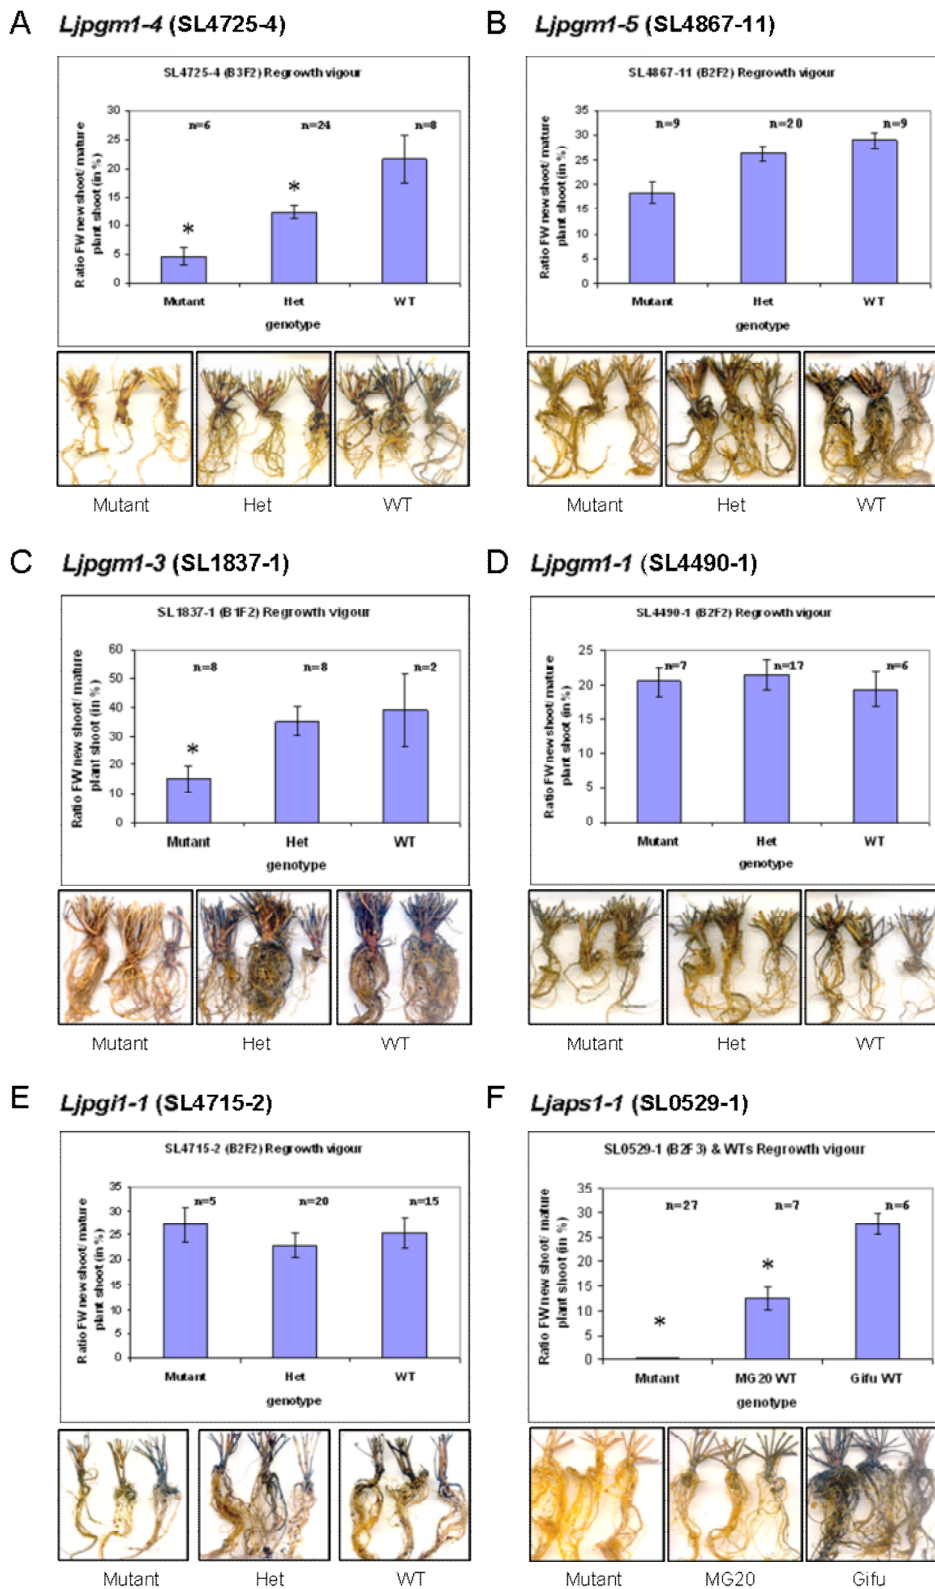 A Ljpgm1-4 (SL4725-4)
SL4725-4 (B3F2) Regrowth vigour
Ratio FW new shoot/ mature
plant shoot (in %)
30
25
20
15
10
5
0
n=6 n=24 n=8
* *
Mutant Het WT
genotype
Mutant Het WT
B Ljpgm1-5 (SL4867-11)
SL4867-11 (B2F2) Regrowth vigour
Ratio FW new shoot/ mature
plant shoot (in %)
35
30
25
20
15
10
5
0
n=9 n=20 n=9
Mutant Het WT
genotype
Mutant Het WT
C Ljpgm1-3 (SL1837-1)
SL1837-1 (B1F2) Regrowth vigour
Ratio FW new shoot/ mature
plant shoot (in %)
60
50
40
30
20
10
0
n=8 n=8 n=2
*
Mutant Het WT
genotype
Mutant Het WT
D Ljpgm1-1 (SL4490-1)
SL4490-1 (B2F2) Regrowth vigour
Ratio FW new shoot/ mature
plant shoot (in %)
25
20
15
10
5
0
n=7 n=17 n=6
Mutant Het WT
genotype
Mutant Het WT
E Ljpgi1-1 (SL4715-2)
SL4715-2 (B2F2) Regrowth vigour
Ratio FW new shoot/ mature
plant shoot (in %)
35
30
25
20
15
10
5
0
n=5 n=20 n=15
Mutant Het WT
genotype
Mutant Het WT
F Ljaps1-1 (SL0529-1)
SL0529-1 (B2F3) & WTs Regrowth vigour
Ratio FW new shoot/ mature
plant shoot (in %)
35
30
25
20
15
10
5
0
n=27 n=7 n=6
* *
Mutant MG20 WT Gifu WT
genotype
Mutant MG20 Gifu